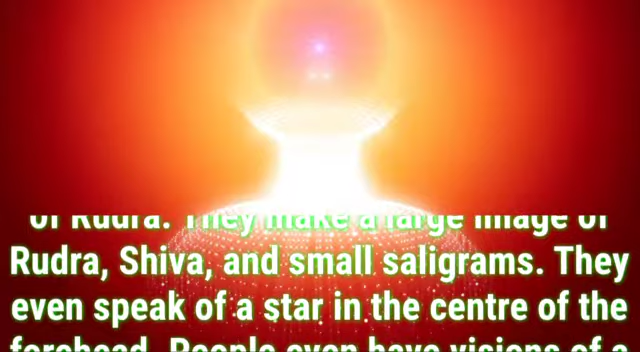 of Rudra. They make a large image of
Rudra, Shiva, and small saligrams. They
even speak of a star in the centre of the
forehead. People even have visions of a